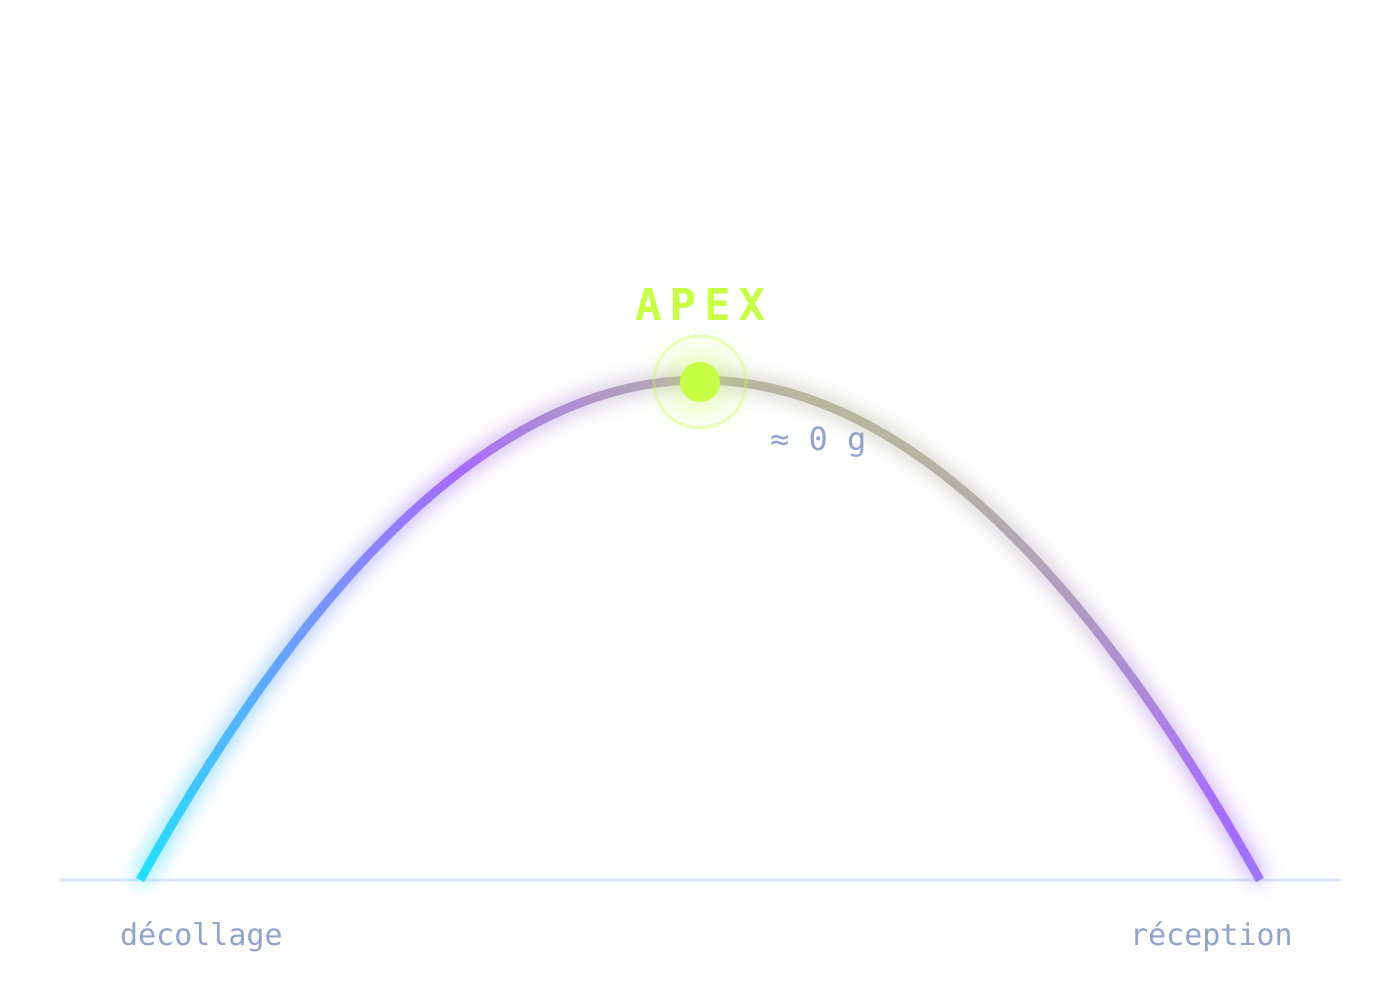 APEX
≈ 0 g
décollage
réception